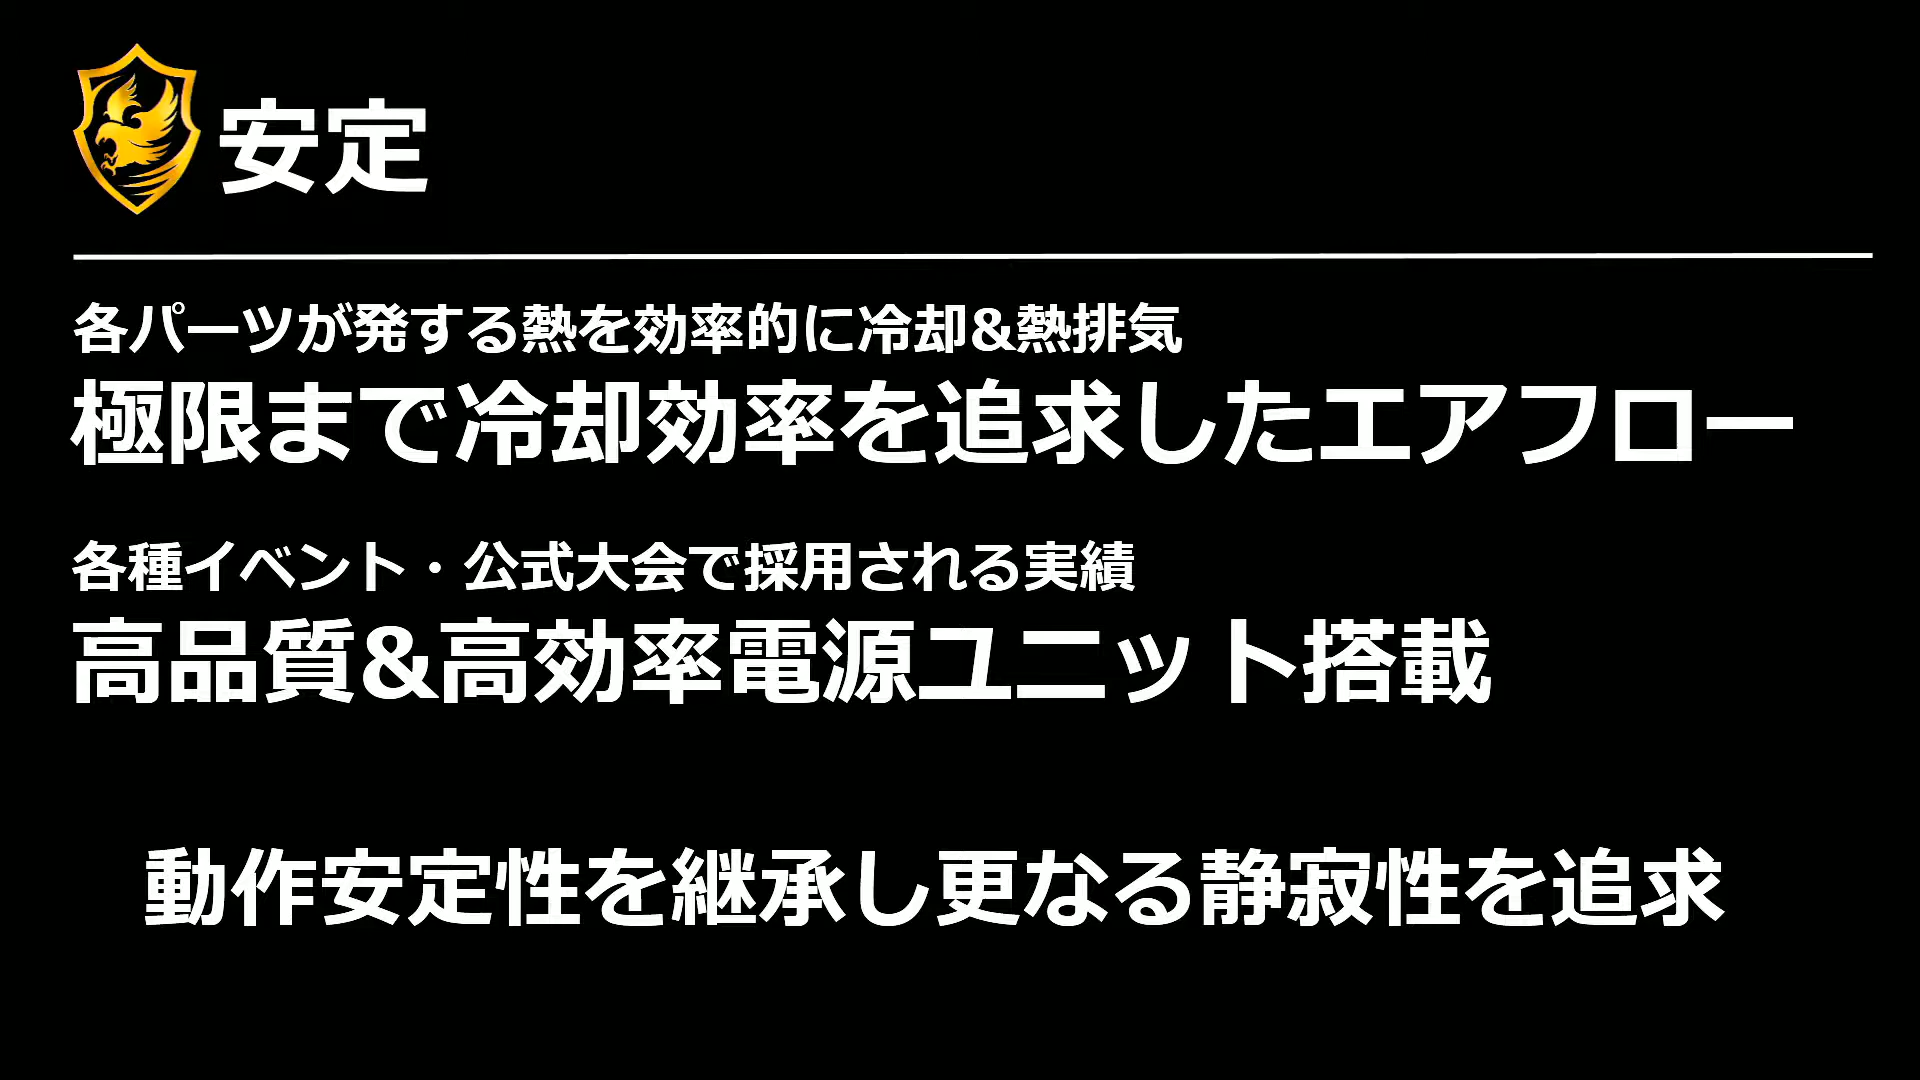 安定
各パーツが発する熱を効率的に冷却&熱排気
極限まで冷却効率を追求したエアフロー
各種イベント・公式大会で採用される実績
高品質&高効率電源ユニット搭載
動作安定性を継承し更なる静寂性を追求